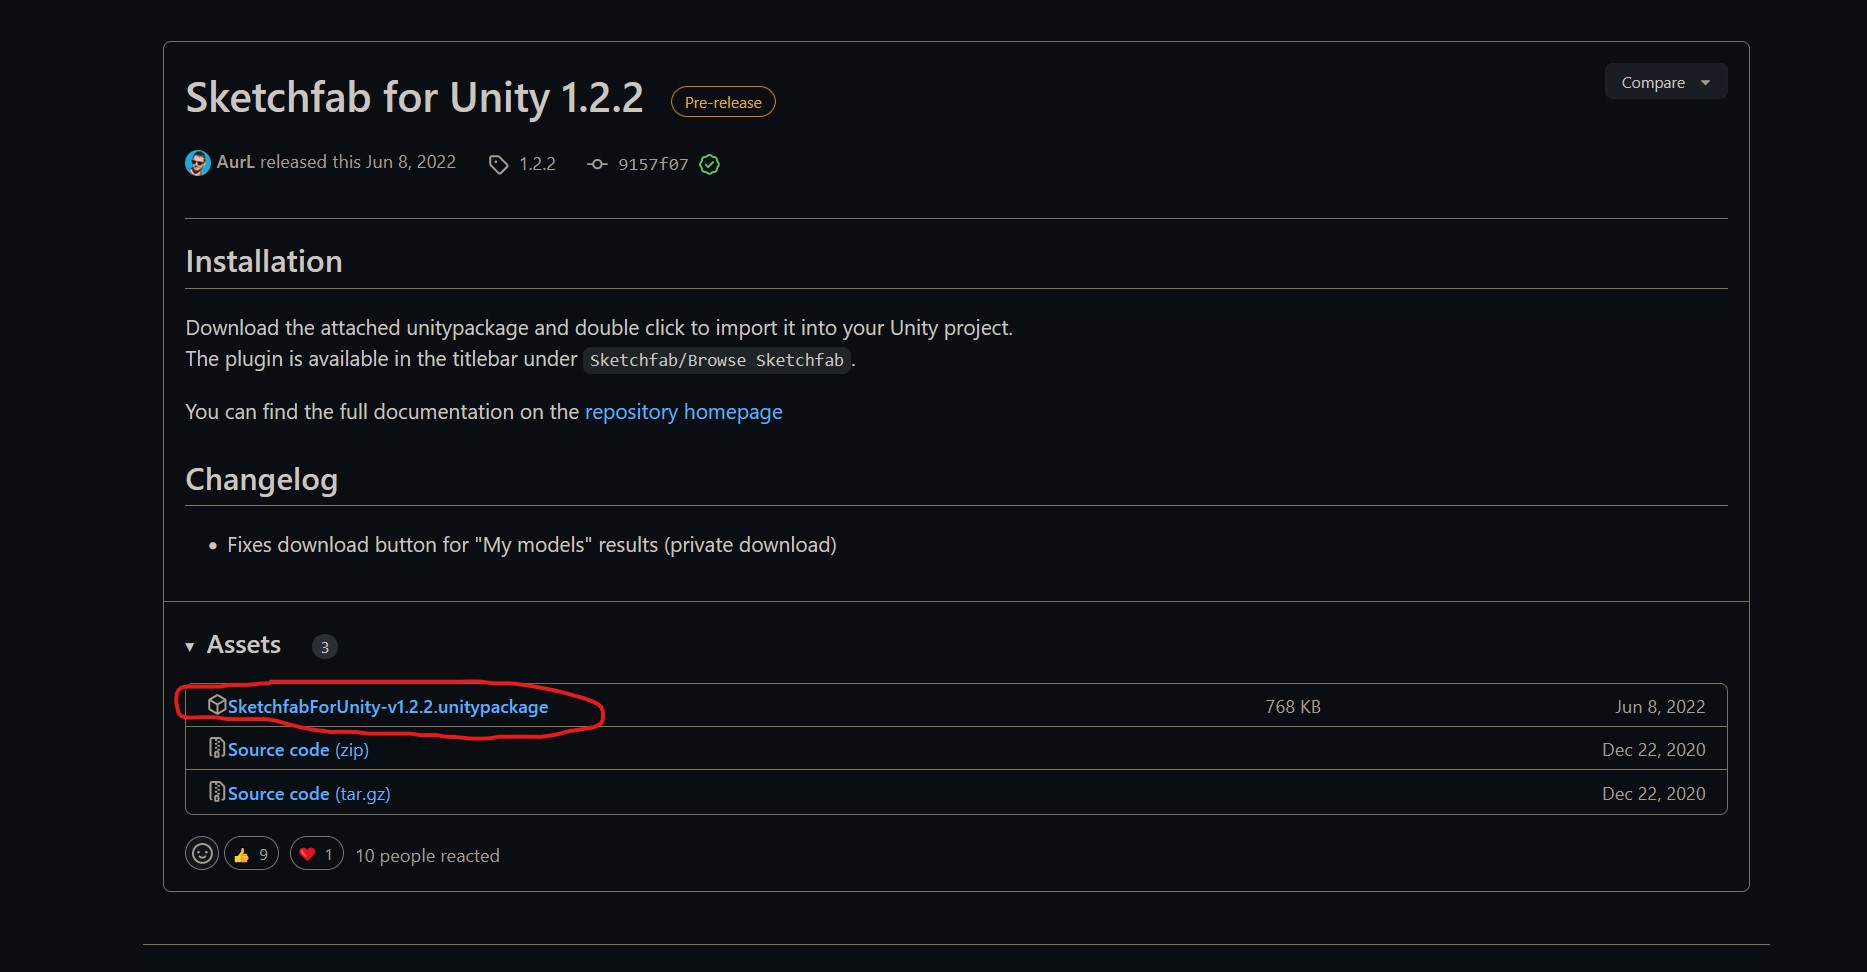 Sketchfab for Unity 1.2.2 Pre-release Compare
AurL released this Jun 8, 2022 1.2.2 9157f07
Installation
Download the attached unitypackage and double click to import it into your Unity project.
The plugin is available in the titlebar under Sketchfab/Browse Sketchfab.
You can find the full documentation on the repository homepage
Changelog
• Fixes download button for "My models" results (private download)
Assets 3
SketchfabForUnity-v1.2.2.unitypackage 768 KB Jun 8, 2022
Source code (zip) Dec 22, 2020
Source code (tar.gz) Dec 22, 2020
9 1 10 people reacted